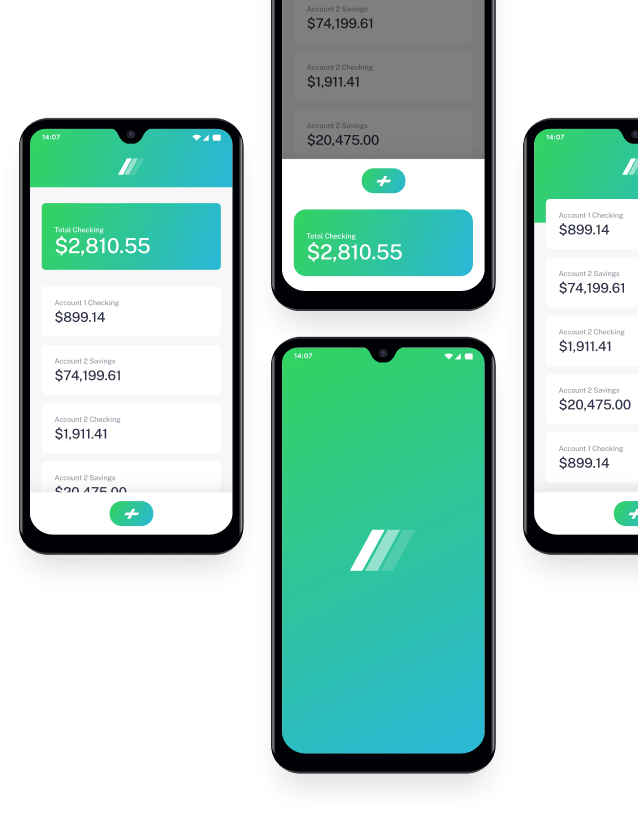 Account 2 Savings
$74,199.61
Account 2 Checking
$1,911.41
Account 2 Savings
$20,475.00
Total Checking
$2,810.55
14:07
Total Checking
$2,810.55
Account 1 Checking
$899.14
Account 2 Savings
$74,199.61
Account 2 Checking
$1,911.41
Account 2 Savings
$20,475.00
14:07
14:07
Account 1 Checking
$899.14
Account 2 Savings
$74,199.61
Account 2 Checking
$1,911.41
Account 2 Savings
$20,475.00
Account 1 Checking
$899.14